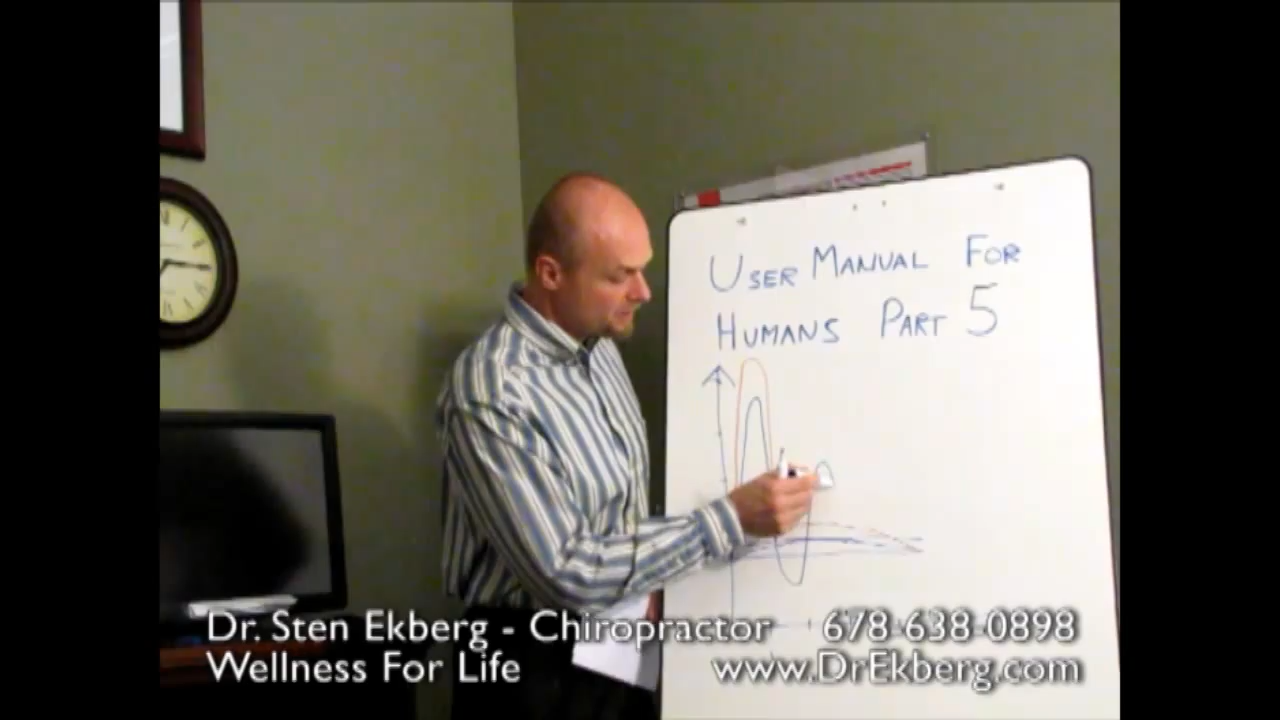 USER MANUAL FOR
HUMANS PART 5
Dr. Sten Ekberg - Chiropractor 678-638-0898
Wellness For Life www.DrEkberg.com